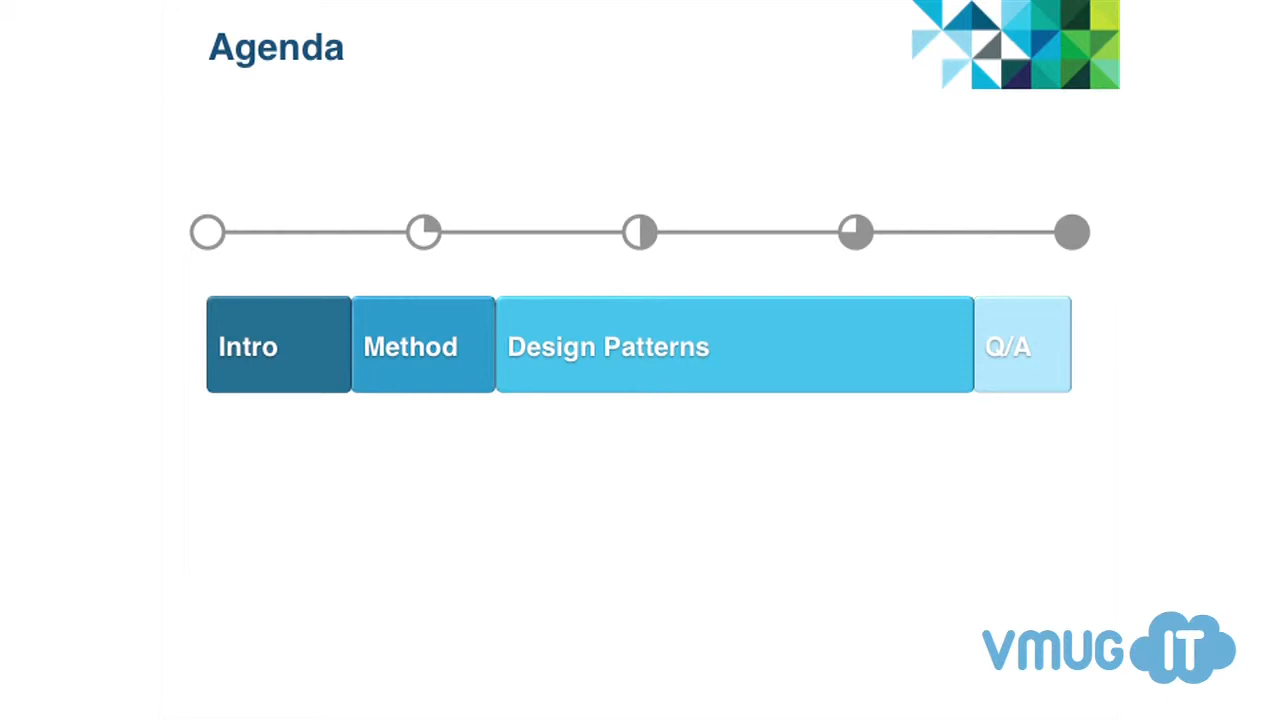 Agenda
Intro
Method
Design Patterns
Q/A
VMUG IT